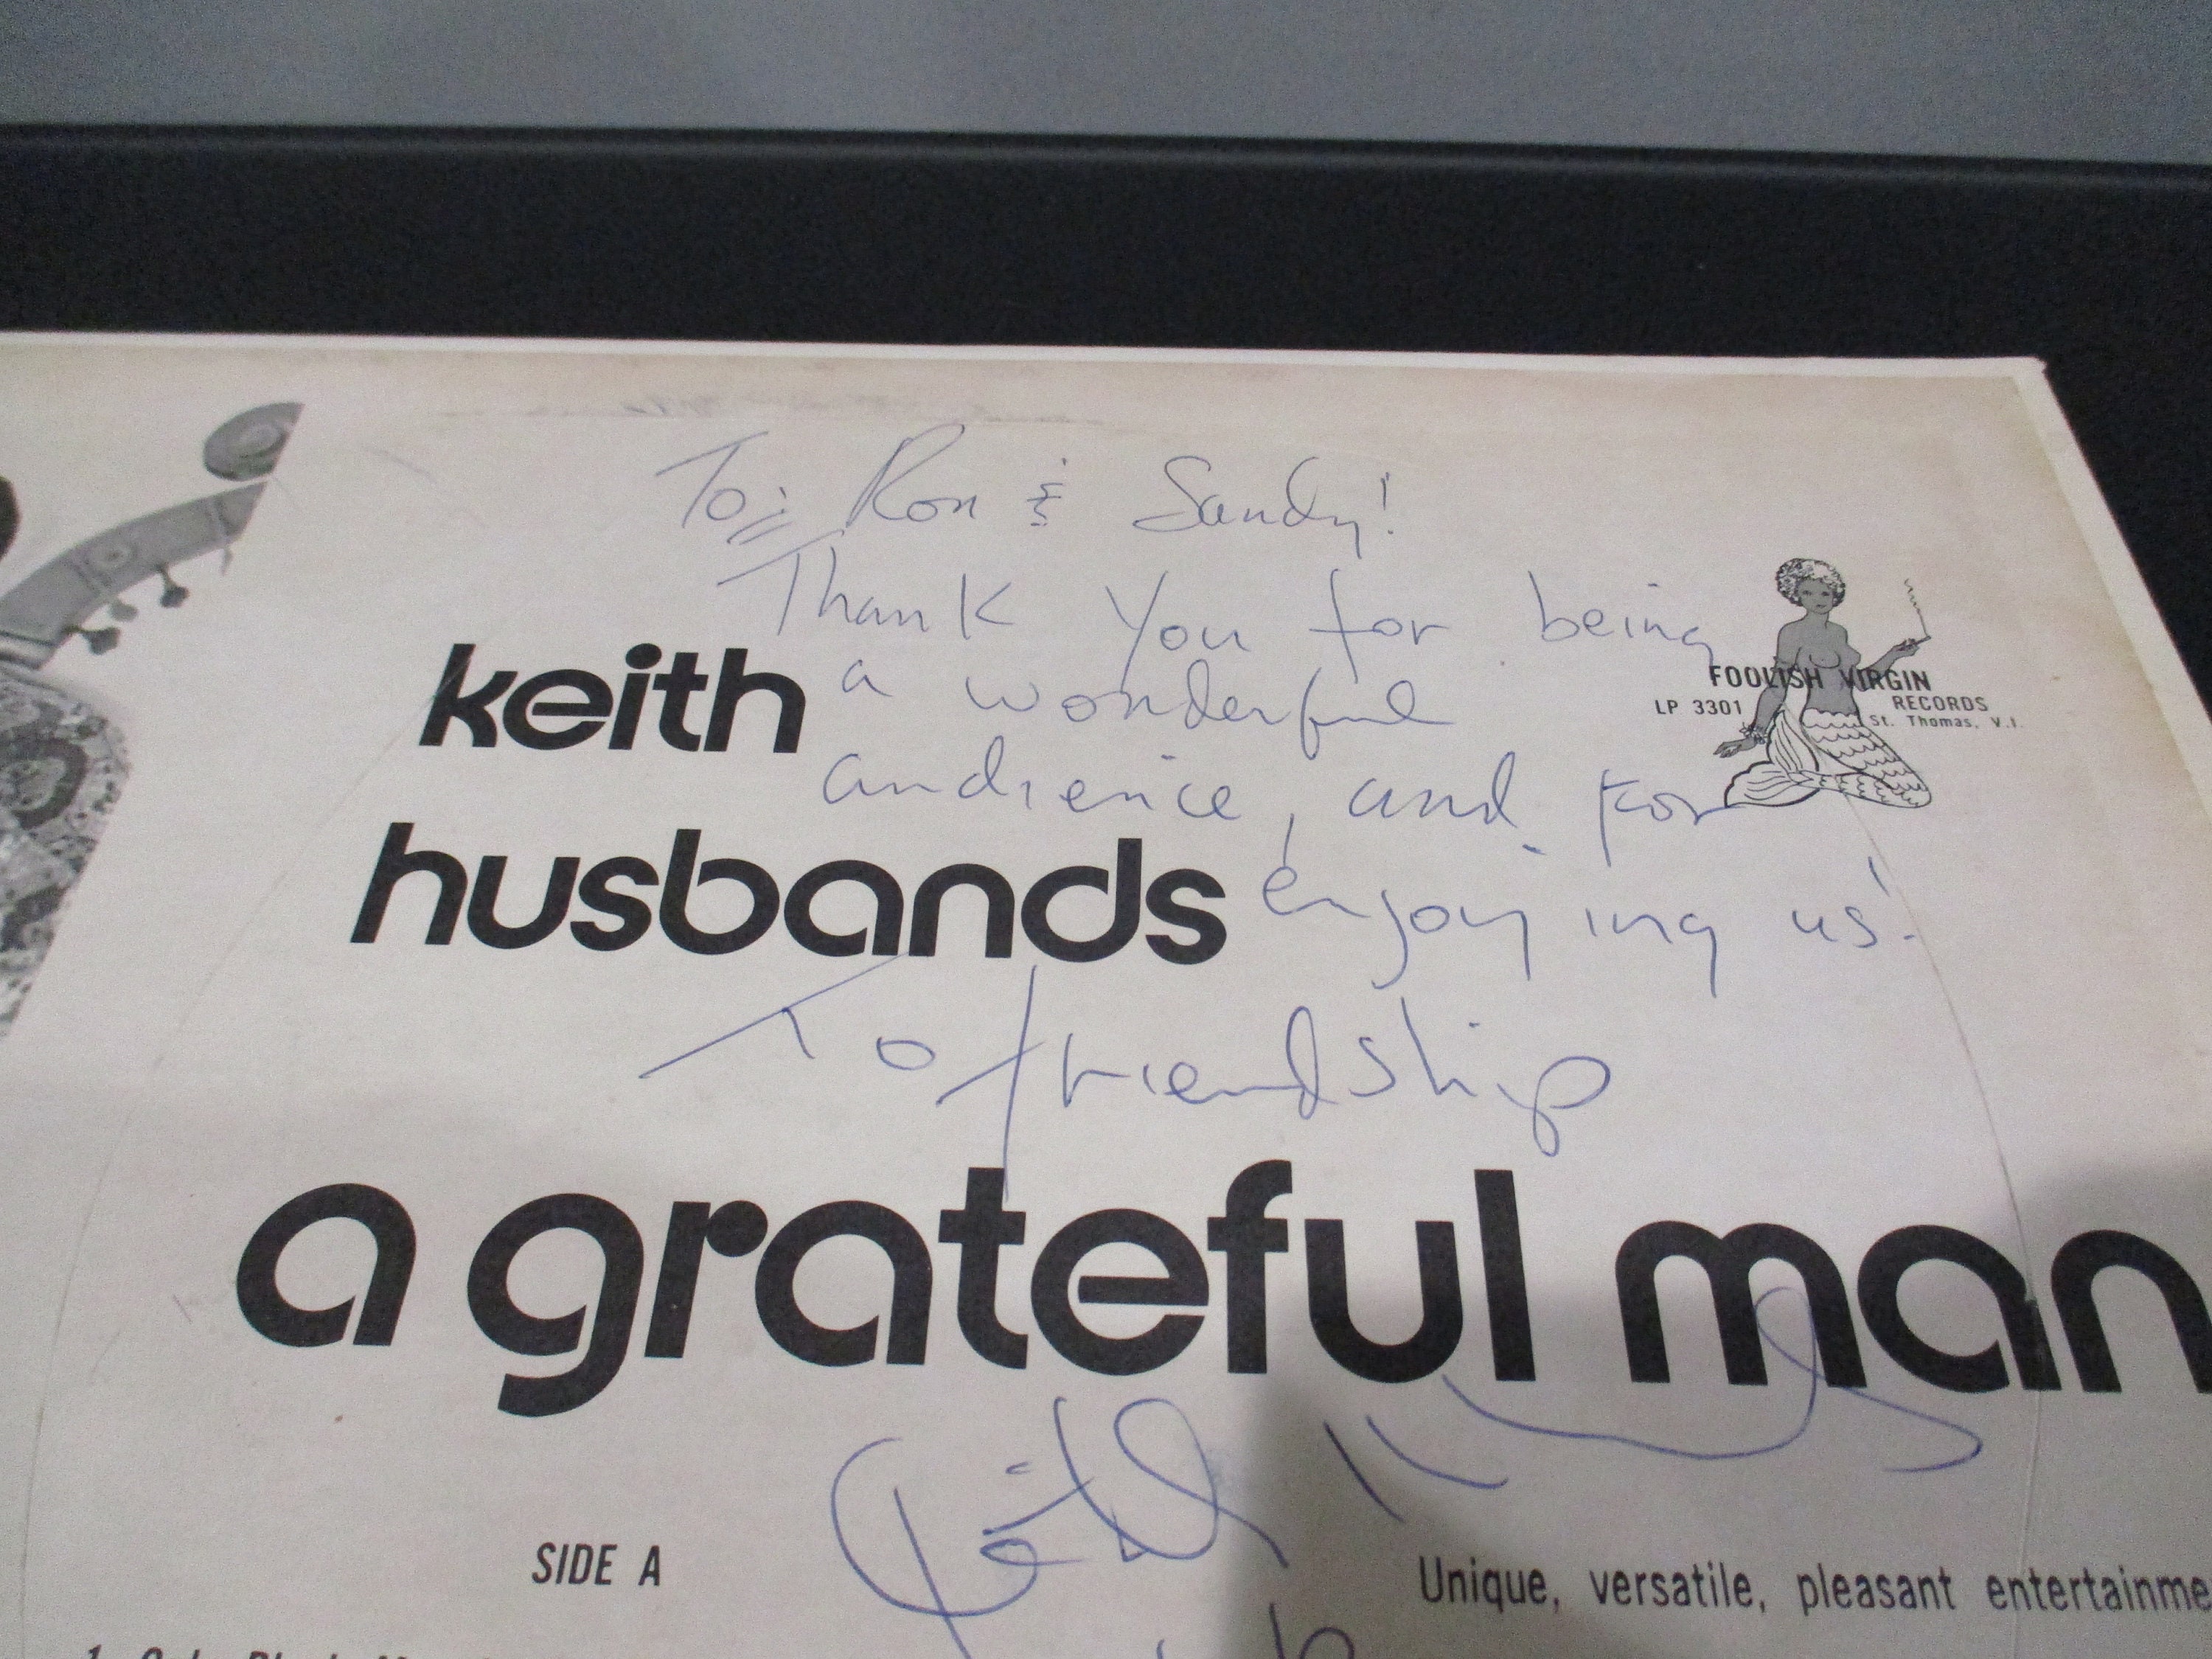 To: Ron & Sandy!
Thank you for being
a wonderful
audience, and for
enjoying us!
To friendship
keith
husbands
FOOLISH VIRGIN
LP 3301 RECORDS
St. Thomas, V.I.
a grateful man
Keith
SIDE A
Unique, versatile, pleasant entertainme